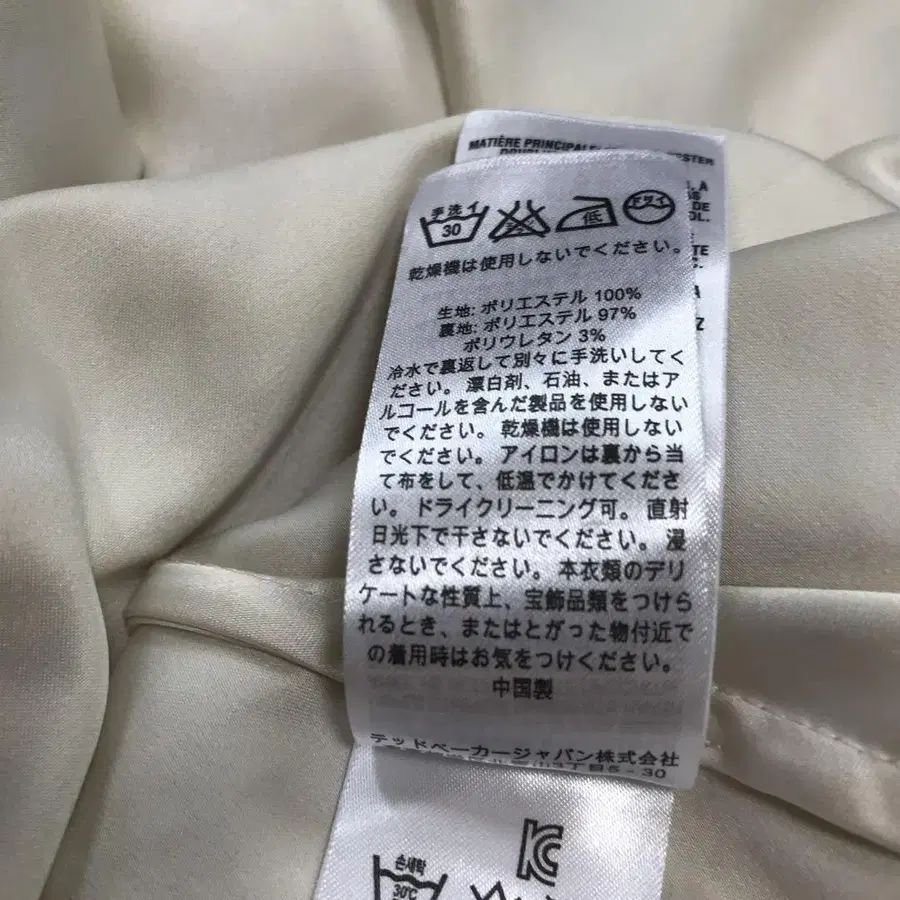 MATIÈRE PRINCIPALE
手洗イ
30
低
ドライ
乾燥機は使用しないでください。
生地: ポリエステル 100%
裏地: ポリエステル 97%
ポリウレタン 3%
冷水で裏返して別々に手洗いしてく
ださい。 漂白剤、石油、またはア
ルコールを含んだ製品を使用しない
でください。 乾燥機は使用しない
でください。 アイロンは裏から当
て布をして、低温でかけてくださ
い。 ドライクリーニング可。 直射
日光下で干さないでください。 浸
さないでください。 本衣類のデリ
ケートな性質上、宝飾品類をつけら
れるとき、またはとがった物付近で
の着用時はお気をつけください。
中国製
テッドベーカージャパン株式会社
3丁目5-30
손세탁
30°C